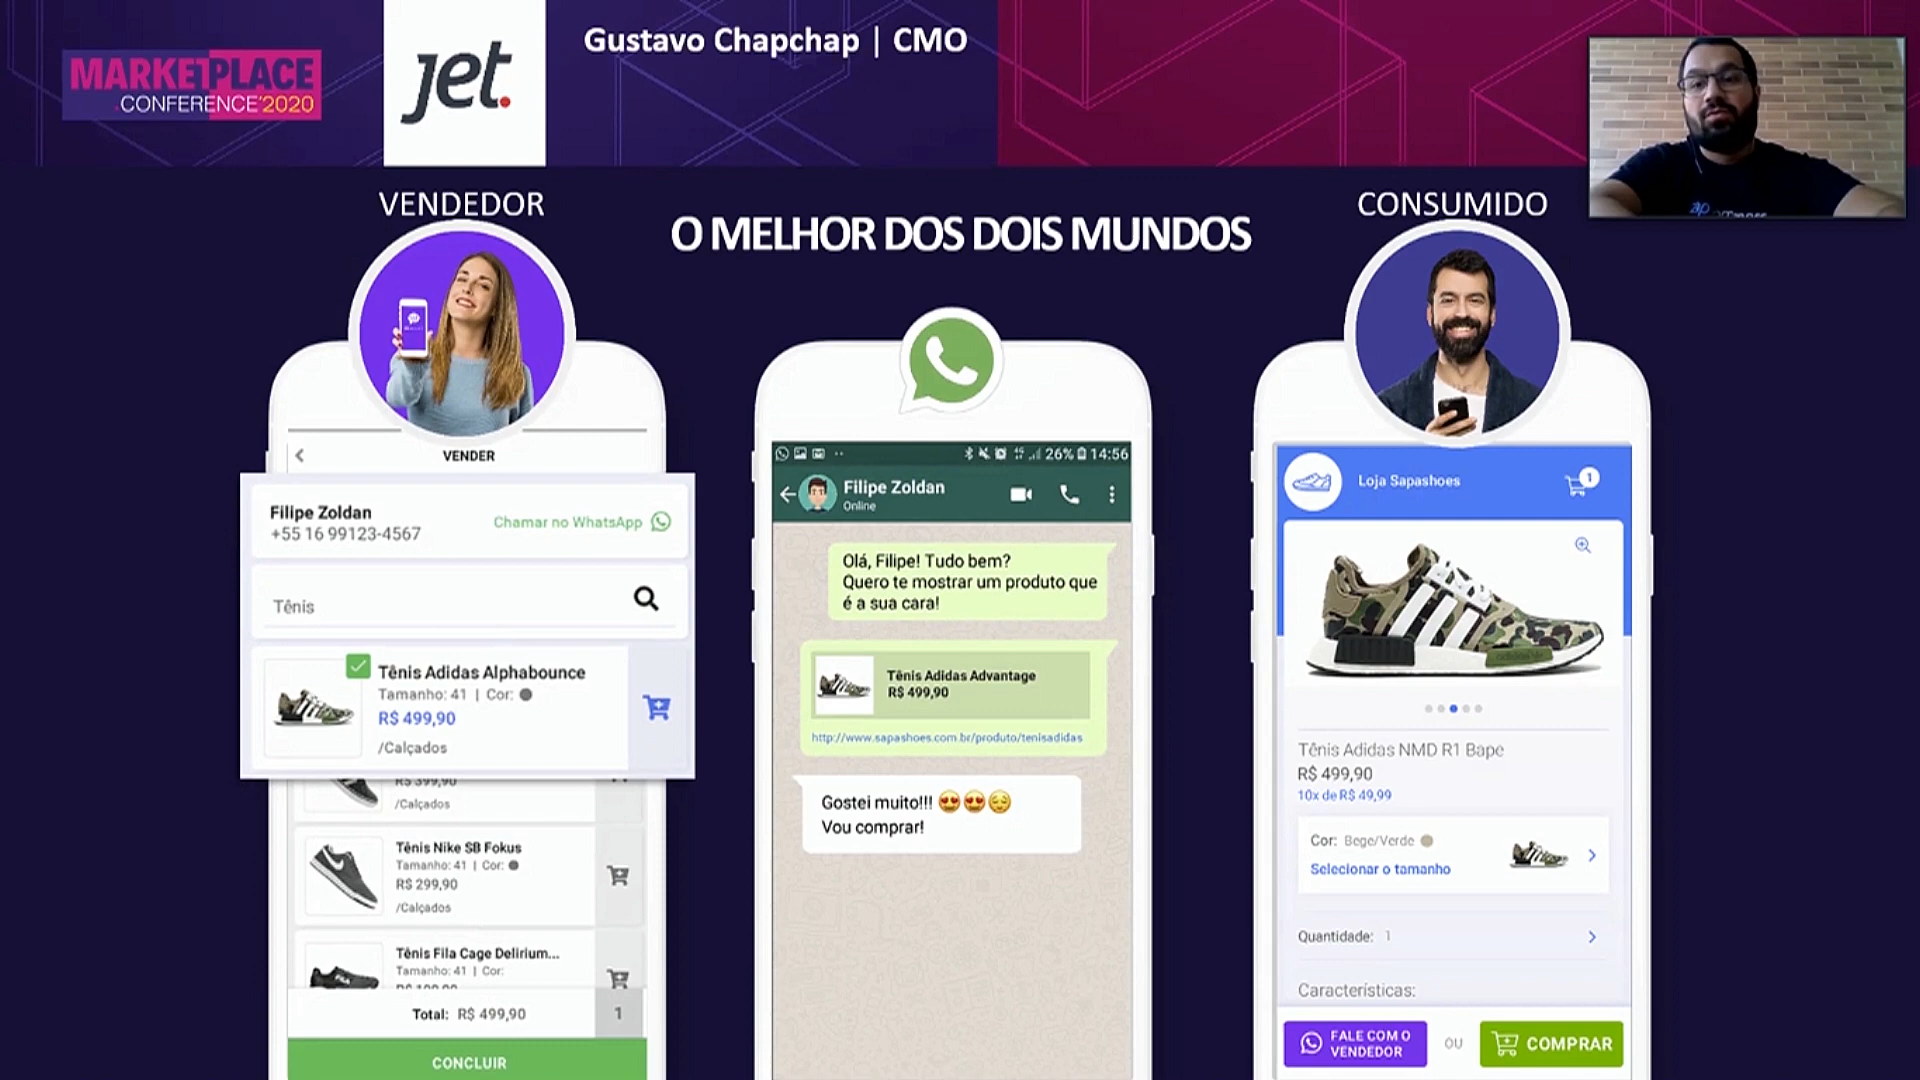 MARKETPLACE
.CONFERENCE'2020
jet.
Gustavo Chapchap | CMO
VENDEDOR
O MELHOR DOS DOIS MUNDOS
CONSUMIDO
VENDER
Filipe Zoldan
+55 16 99123-4567
Chamar no WhatsApp
Tênis
Tênis Adidas Alphabounce
Tamanho: 41 | Cor:
R$ 499,90
/Calçados
R$ 399,90
/Calçados
Tênis Nike SB Fokus
Tamanho: 41 | Cor:
R$ 299,90
/Calçados
Tênis Fila Cage Delirium...
Tamanho: 41 | Cor:
Total: R$ 499,90
1
CONCLUIR
26% 14:56
Filipe Zoldan
Online
Olá, Filipe! Tudo bem?
Quero te mostrar um produto que
é a sua cara!
Tênis Adidas Advantage
R$ 499,90
http://www.sapashoes.com.br/produto/tenisadidas
Gostei muito!!! 😍😍😌
Vou comprar!
Loja Sapashoes
1
Tênis Adidas NMD R1 Bape
R$ 499,90
10x de R$ 49,99
Cor: Bege/Verde
Selecionar o tamanho
Quantidade: 1
Características:
FALE COM O
VENDEDOR
OU
COMPRAR